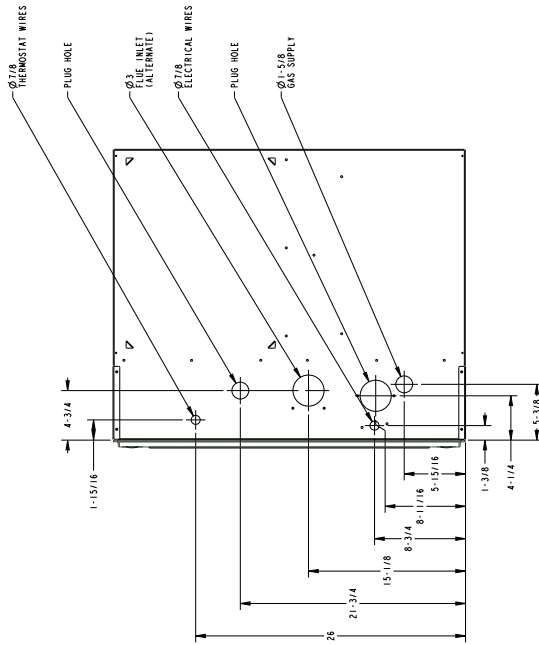 Ø7/8
THERMOSTAT WIRES
PLUG HOLE
Ø3
FLUE INLET
(ALTERNATE)
Ø7/8
ELECTRICAL WIRES
PLUG HOLE
Ø1-5/8
GAS SUPPLY
4-3/4
1-15/16
5-3/8
4-1/4
1-3/8
5-15/16
8-11/16
8-3/4
15-1/8
21-3/4
26